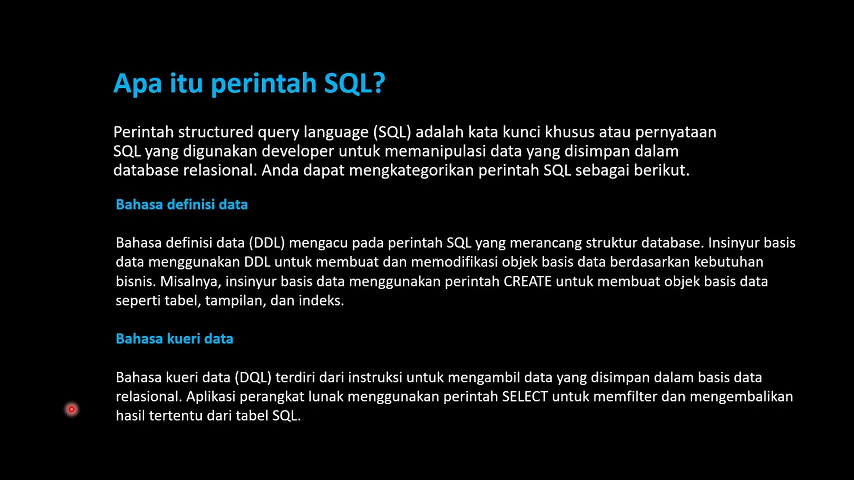 Apa itu perintah SQL?
Perintah structured query language (SQL) adalah kata kunci khusus atau pernyataan
SQL yang digunakan developer untuk memanipulasi data yang disimpan dalam
database relasional. Anda dapat mengkategorikan perintah SQL sebagai berikut.
Bahasa definisi data
Bahasa definisi data (DDL) mengacu pada perintah SQL yang merancang struktur database. Insinyur basis
data menggunakan DDL untuk membuat dan memodifikasi objek basis data berdasarkan kebutuhan
bisnis. Misalnya, insinyur basis data menggunakan perintah CREATE untuk membuat objek basis data
seperti tabel, tampilan, dan indeks.
Bahasa kueri data
Bahasa kueri data (DQL) terdiri dari instruksi untuk mengambil data yang disimpan dalam basis data
relasional. Aplikasi perangkat lunak menggunakan perintah SELECT untuk memfilter dan mengembalikan
hasil tertentu dari tabel SQL.